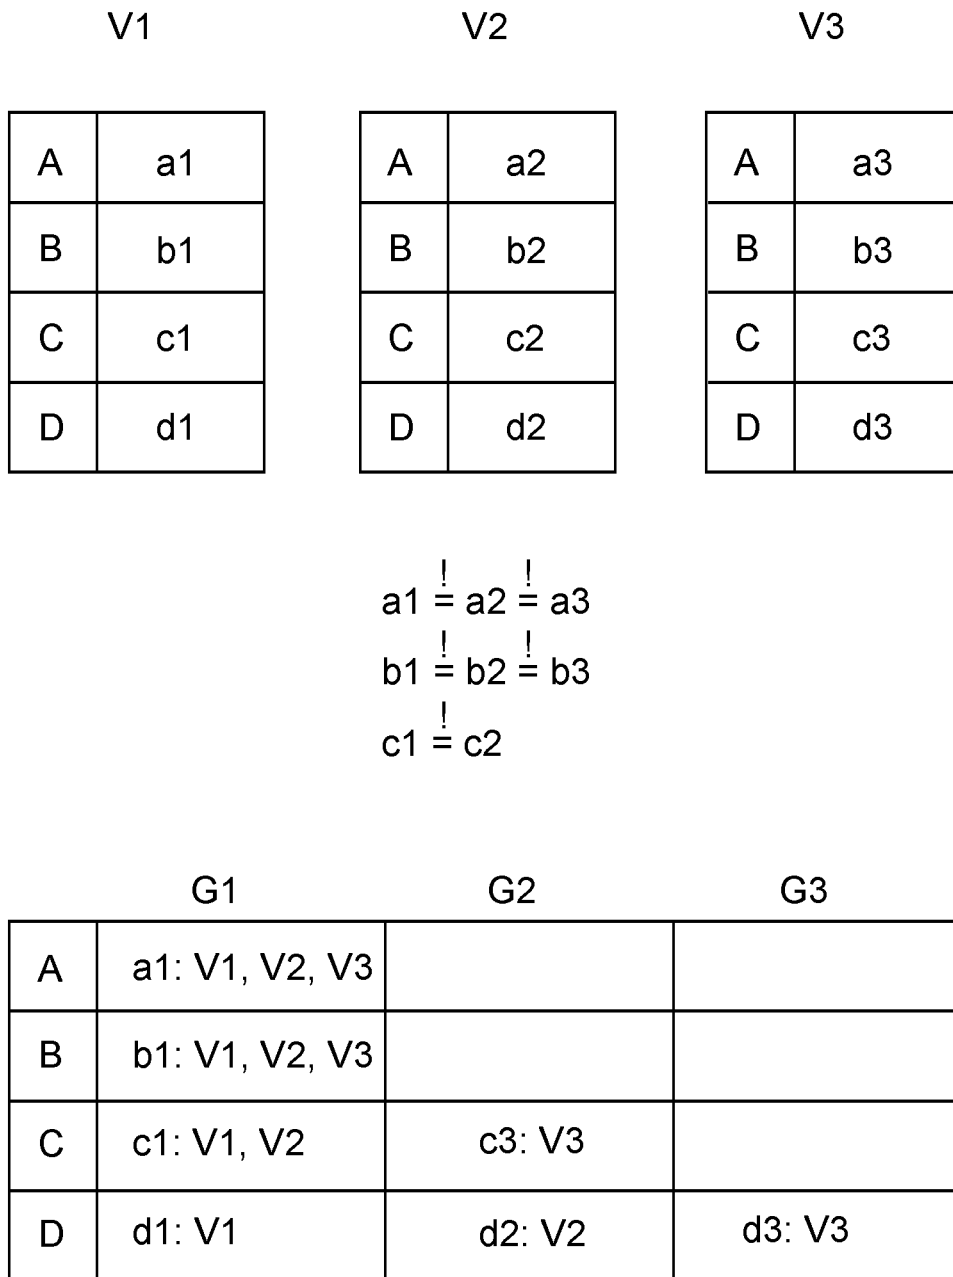 V1 V2 V3
A a1 A a2 A a3
B b1 B b2 B b3
C c1 C c2 C c3
D d1 D d2 D d3
a1 =! a2 =! a3
b1 =! b2 =! b3
c1 =! c2
G1 G2 G3
A a1: V1, V2, V3
B b1: V1, V2, V3
C c1: V1, V2 c3: V3
D d1: V1 d2: V2 d3: V3